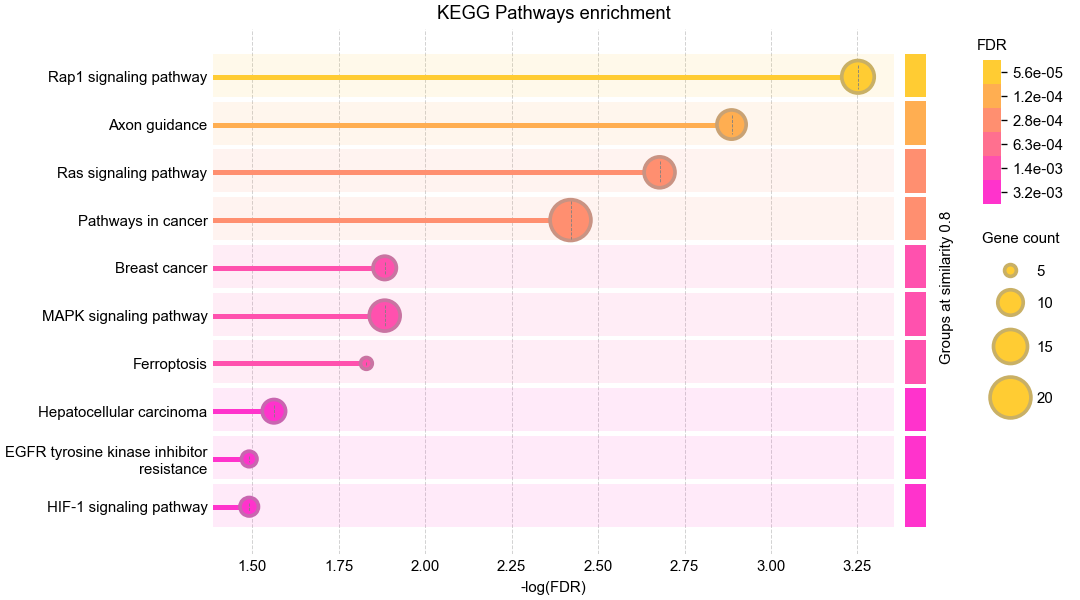 KEGG Pathways enrichment
Rap1 signaling pathway
Axon guidance
Ras signaling pathway
Pathways in cancer
Breast cancer
MAPK signaling pathway
Ferroptosis
Hepatocellular carcinoma
EGFR tyrosine kinase inhibitor
resistance
HIF-1 signaling pathway
1.50 1.75 2.00 2.25 2.50 2.75 3.00 3.25
-log(FDR)
Groups at similarity 0.8
FDR
5.6e-05
1.2e-04
2.8e-04
6.3e-04
1.4e-03
3.2e-03
Gene count
5
10
15
20